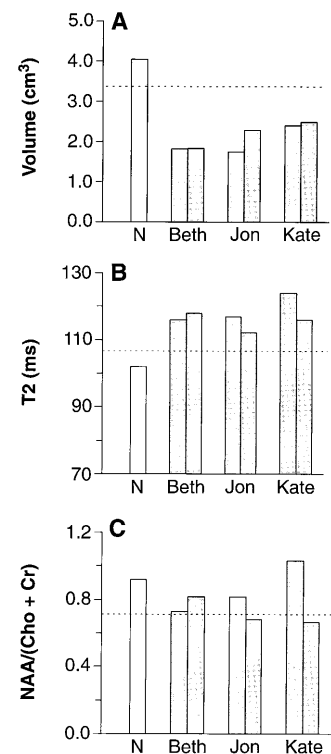 A
Volume (cm³)
5.0
4.0
3.0
2.0
1.0
0.0
N Beth Jon Kate
B
T2 (ms)
130
110
90
70
N Beth Jon Kate
C
NAA/(Cho + Cr)
1.2
0.8
0.4
0.0
N Beth Jon Kate